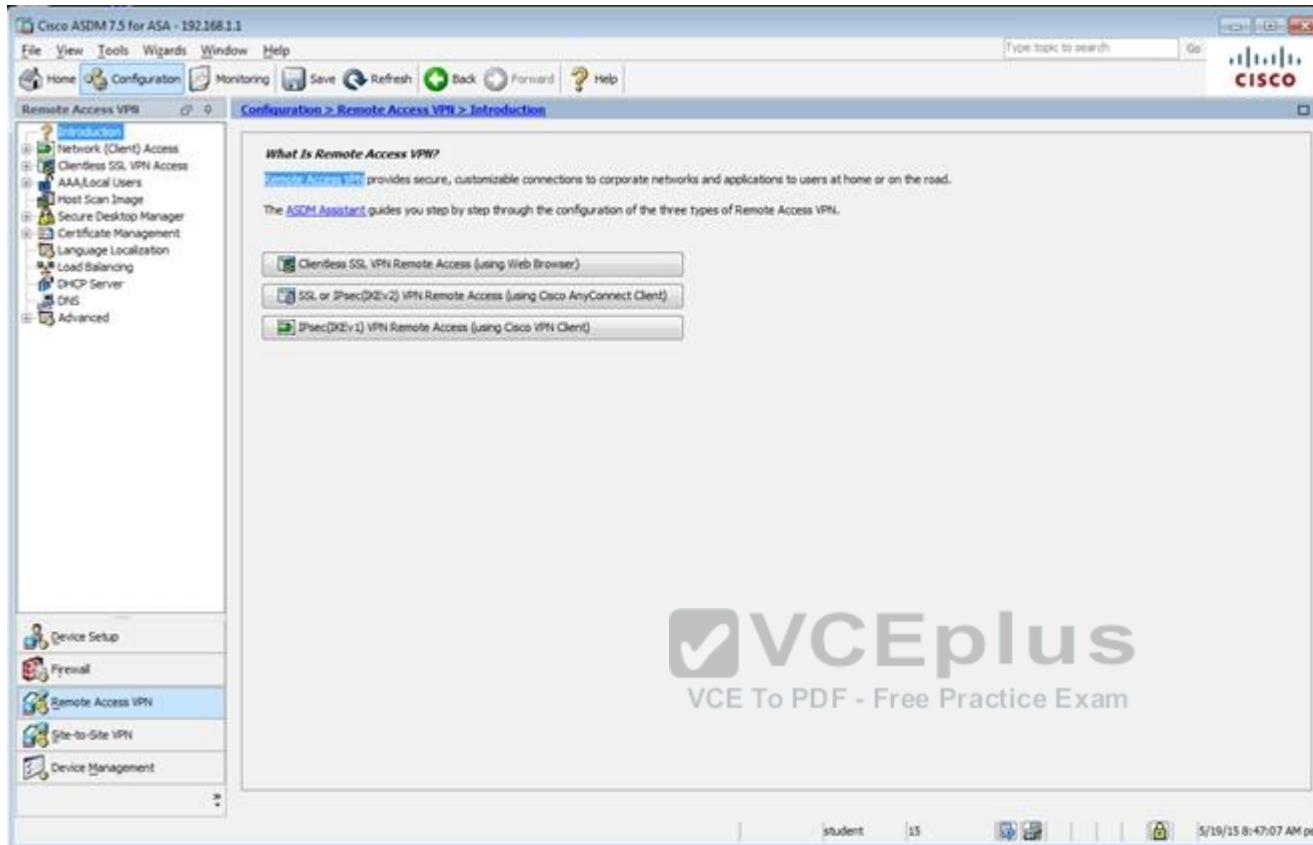 Cisco ASDM 7.5 for ASA - 192.168.1.1
File View Tools Wizards Window Help
Type topic to search Go
Home Configuration Monitoring Save Refresh Back Forward Help
CISCO
Remote Access VPN
Configuration > Remote Access VPN > Introduction
Introduction
Network (Client) Access
Clientless SSL VPN Access
AAA/Local Users
Host Scan Image
Secure Desktop Manager
Certificate Management
Language Localization
Load Balancing
DHCP Server
DNS
Advanced
What Is Remote Access VPN?
Remote Access VPN provides secure, customizable connections to corporate networks and applications to users at home or on the road.
The ASDM Assistant guides you step by step through the configuration of the three types of Remote Access VPN.
Clientless SSL VPN Remote Access (using Web Browser)
SSL or IPsec(IKEv2) VPN Remote Access (using Cisco AnyConnect Client)
IPsec(IKEv1) VPN Remote Access (using Cisco VPN Client)
Device Setup
Firewall
Remote Access VPN
Site-to-Site VPN
Device Management
VCEplus
VCE To PDF - Free Practice Exam
student 15 5/19/15 8:47:07 AM